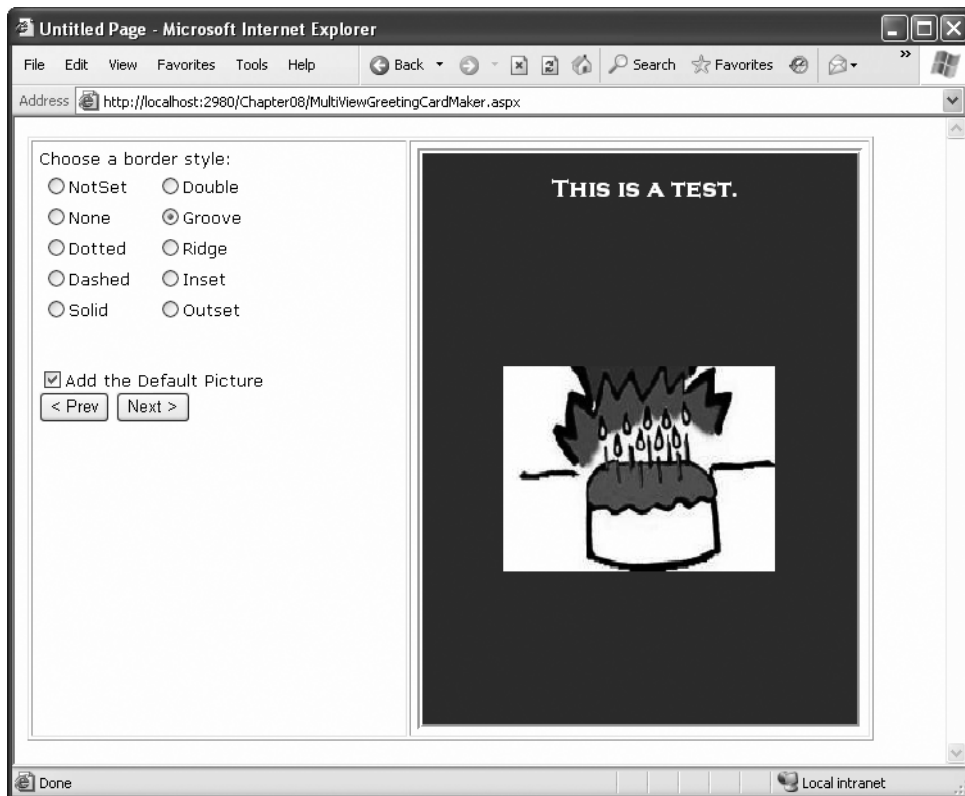 Untitled Page - Microsoft Internet Explorer
File Edit View Favorites Tools Help Back Search Favorites »
Address http://localhost:2980/Chapter08/MultiViewGreetingCardMaker.aspx
Choose a border style:
NotSet Double
None Groove
Dotted Ridge
Dashed Inset
Solid Outset
Add the Default Picture
< Prev Next >
THIS IS A TEST.
Done Local intranet